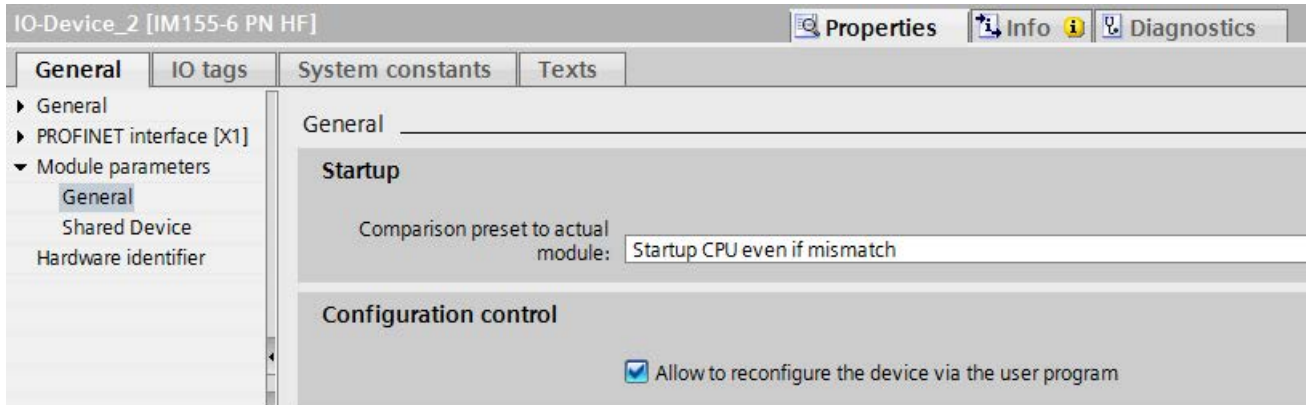 IO-Device_2 [IM155-6 PN HF]
Properties
Info
Diagnostics
General
IO tags
System constants
Texts
General
PROFINET interface [X1]
Module parameters
General
Shared Device
Hardware identifier
General
Startup
Comparison preset to actual
module:
Startup CPU even if mismatch
Configuration control
Allow to reconfigure the device via the user program